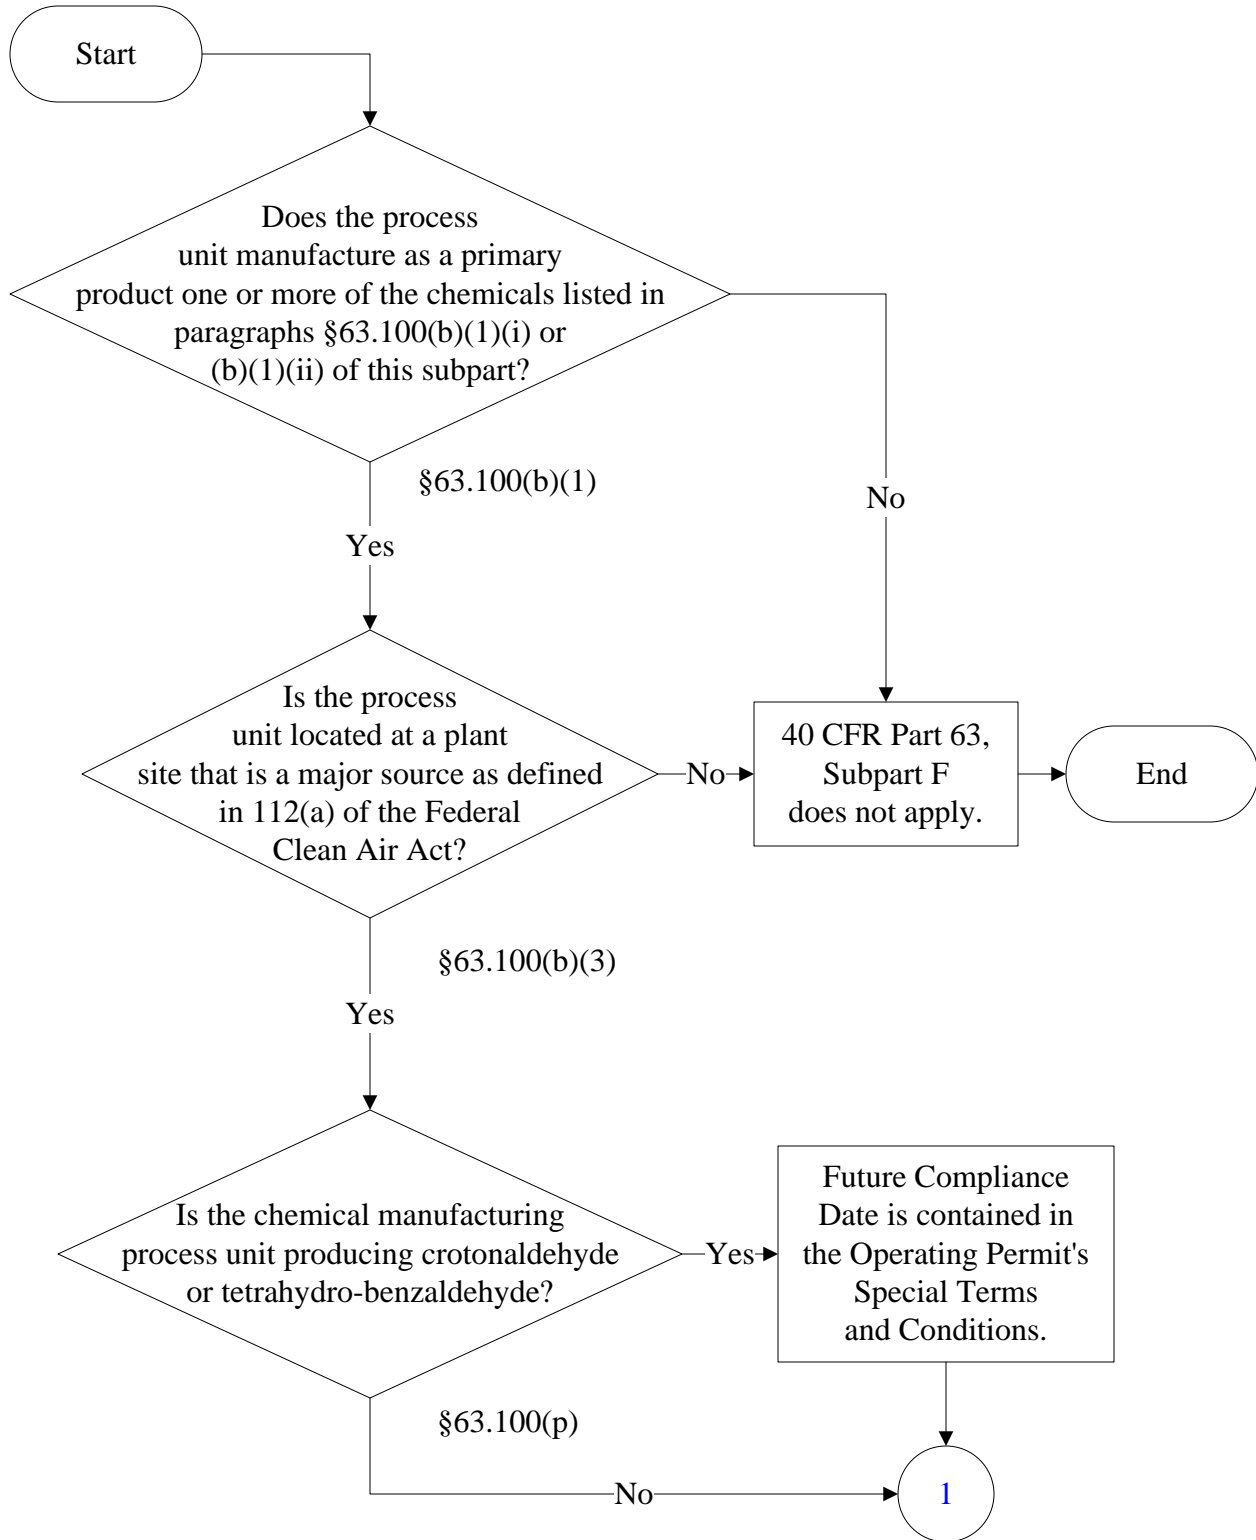 Start
Does the process
unit manufacture as a primary
product one or more of the chemicals listed in
paragraphs §63.100(b)(1)(i) or
(b)(1)(ii) of this subpart?
§63.100(b)(1)
No
Yes
Is the process
unit located at a plant
site that is a major source as defined
in 112(a) of the Federal
Clean Air Act?
No
40 CFR Part 63,
Subpart F
does not apply.
End
§63.100(b)(3)
Yes
Is the chemical manufacturing
process unit producing crotonaldehyde
or tetrahydro-benzaldehyde?
Yes
Future Compliance
Date is contained in
the Operating Permit's
Special Terms
and Conditions.
§63.100(p)
No
1